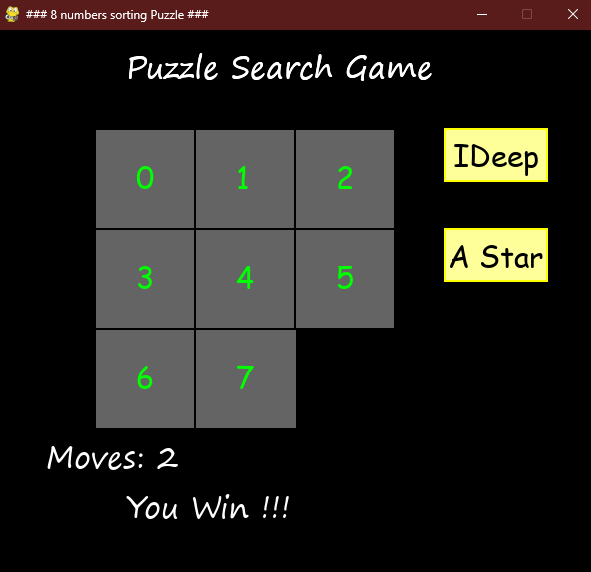 ### 8 numbers sorting Puzzle ###
Puzzle Search Game
0 1 2
IDeep
3 4 5
A Star
6 7
Moves: 2
You Win !!!